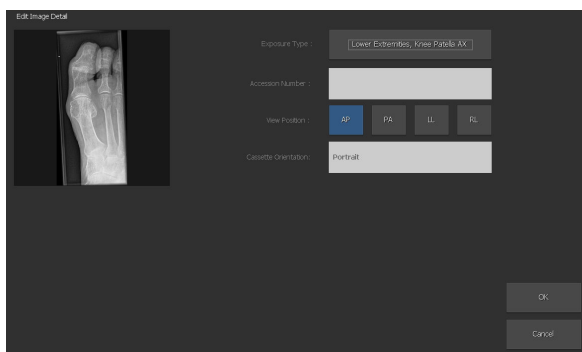 Edit Image Detail
Exposure Type :
Lower Extremities, Knee Patella AX
Accession Number :
View Position :
AP
PA
LL
RL
Cassette Orientation:
Portrait
OK
Cancel